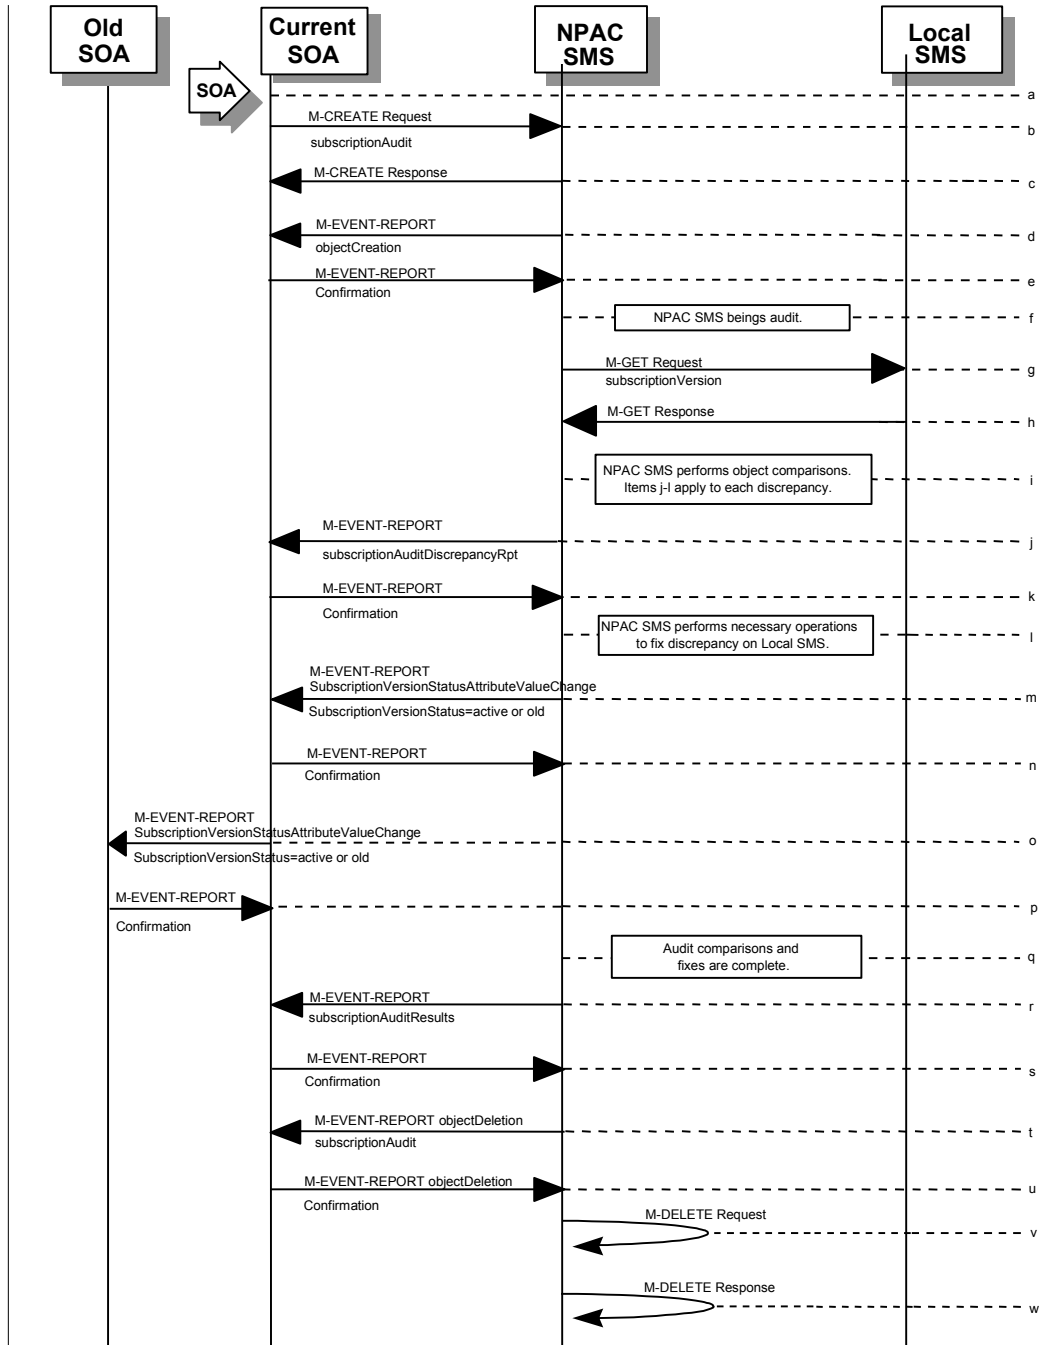 Old
SOA
Current
SOA
NPAC
SMS
Local
SMS
SOA
a
M-CREATE Request
subscriptionAudit
b
M-CREATE Response
c
M-EVENT-REPORT
objectCreation
d
M-EVENT-REPORT
Confirmation
e
NPAC SMS beings audit.
f
M-GET Request
subscriptionVersion
g
M-GET Response
h
NPAC SMS performs object comparisons.
Items j-l apply to each discrepancy.
i
M-EVENT-REPORT
subscriptionAuditDiscrepancyRpt
j
M-EVENT-REPORT
Confirmation
k
NPAC SMS performs necessary operations
to fix discrepancy on Local SMS.
l
M-EVENT-REPORT
SubscriptionVersionStatusAttributeValueChange
SubscriptionVersionStatus=active or old
m
M-EVENT-REPORT
Confirmation
n
M-EVENT-REPORT
SubscriptionVersionStatusAttributeValueChange
SubscriptionVersionStatus=active or old
o
M-EVENT-REPORT
Confirmation
p
Audit comparisons and
fixes are complete.
q
M-EVENT-REPORT
subscriptionAuditResults
r
M-EVENT-REPORT
Confirmation
s
M-EVENT-REPORT objectDeletion
subscriptionAudit
t
M-EVENT-REPORT objectDeletion
Confirmation
u
M-DELETE Request
v
M-DELETE Response
w